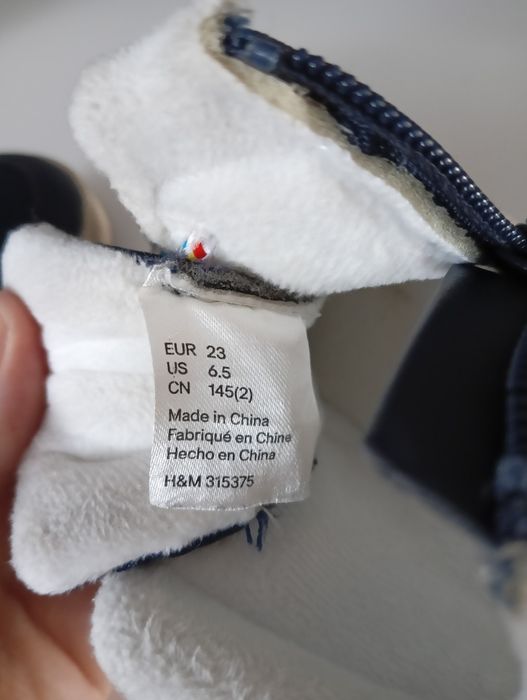 EUR 23
US 6.5
CN 145(2)
Made in China
Fabriqué en Chine
Hecho en China
H&M 315375